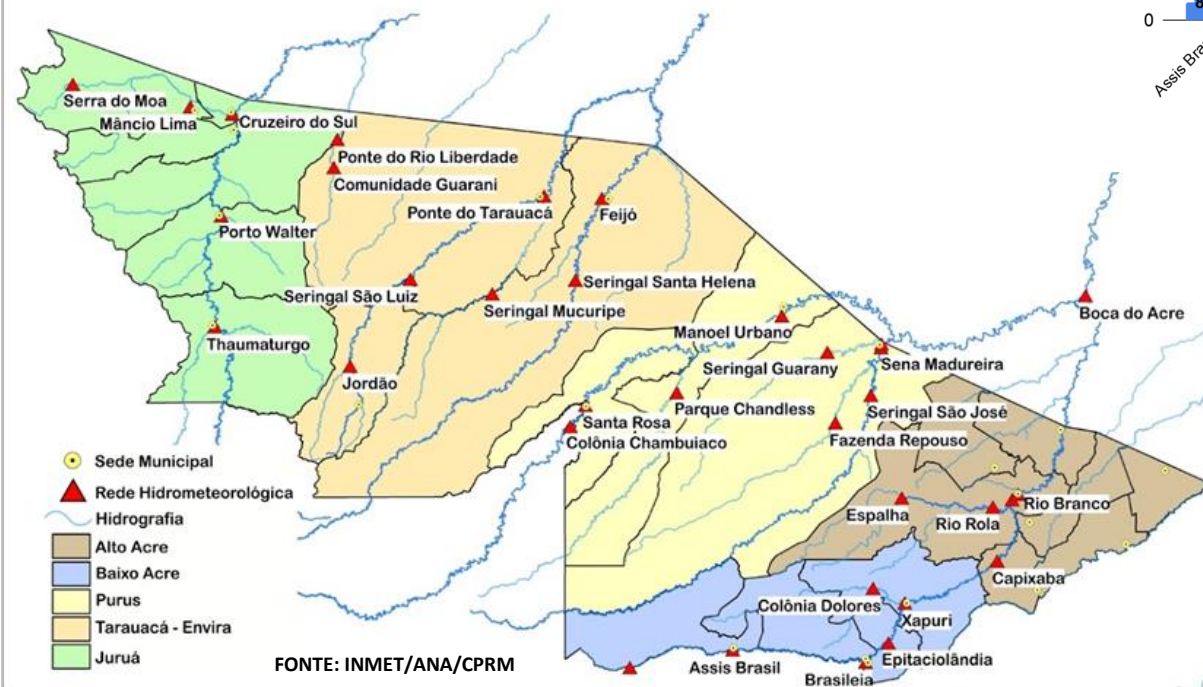 8
0
Assis Bra
Serra do Moa
Mâncio Lima
Cruzeiro do Sul
Ponte do Rio Liberdade
Comunidade Guarani
Ponte do Tarauacá
Feijó
Porto Walter
Seringal São Luiz
Seringal Santa Helena
Seringal Mucuripe
Boca do Acre
Manoel Urbano
Thaumaturgo
Seringal Guarany
Sena Madureira
Jordão
Parque Chandless
Seringal São José
Santa Rosa
Colônia Chambuiaco
Fazenda Repouso
Espalha
Rio Rola
Rio Branco
Capixaba
Colônia Dolores
Xapuri
Epitaciolândia
Assis Brasil
Brasileia
Sede Municipal
Rede Hidrometeorológica
Hidrografia
Alto Acre
Baixo Acre
Purus
Tarauacá - Envira
Juruá
FONTE: INMET/ANA/CPRM